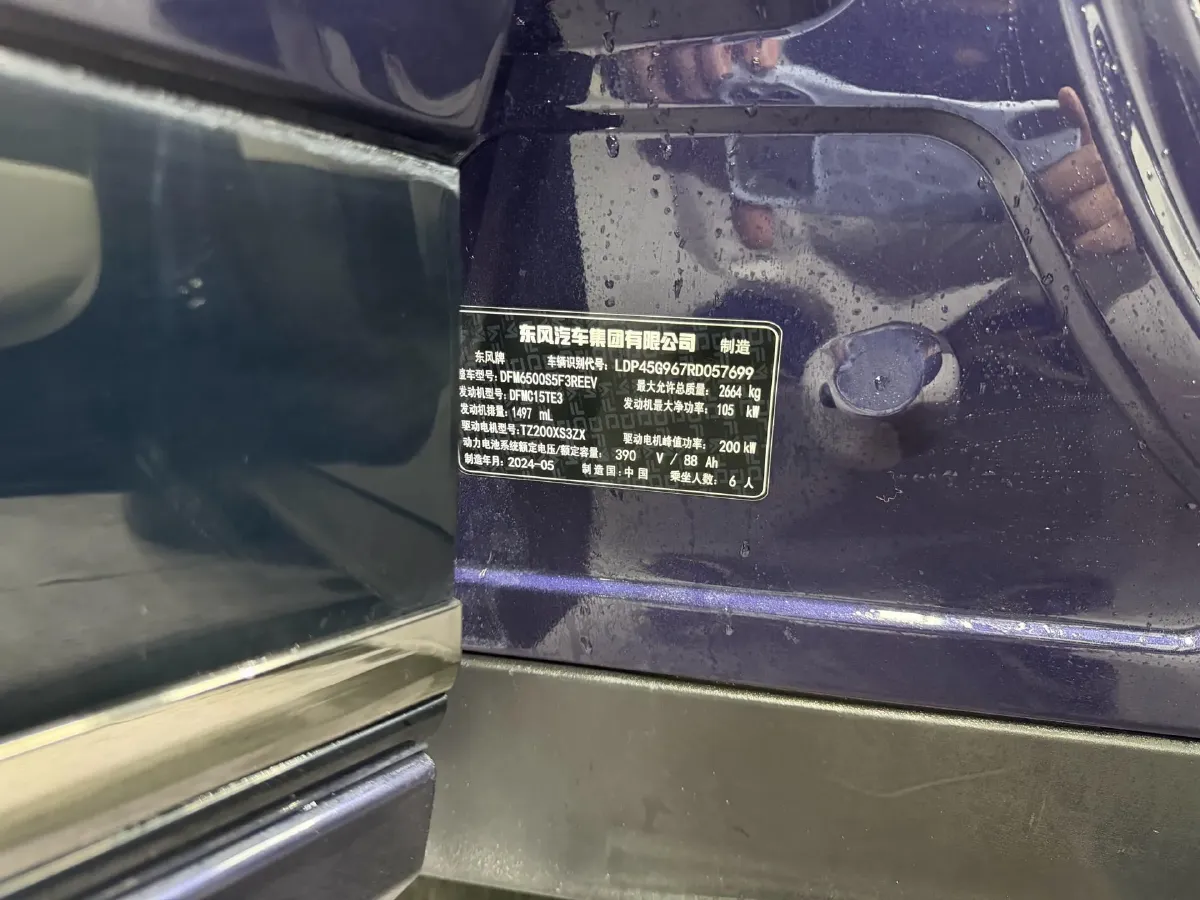 东风汽车集团有限公司 制造
东风牌 车辆识别代号: LDP45G967RD057699
整车型号: DFM6500S5F3REEV 最大允许总质量: 2664 kg
发动机型号: DFMC15TE3 发动机最大净功率: 105 kW
发动机排量: 1497 mL
驱动电机型号: TZ200XS3ZX 驱动电机峰值功率: 200 kW
动力电池系统额定电压/额定容量: 390 V / 88 Ah
制造年月: 2024-05 制造国: 中国 乘坐人数: 6 人